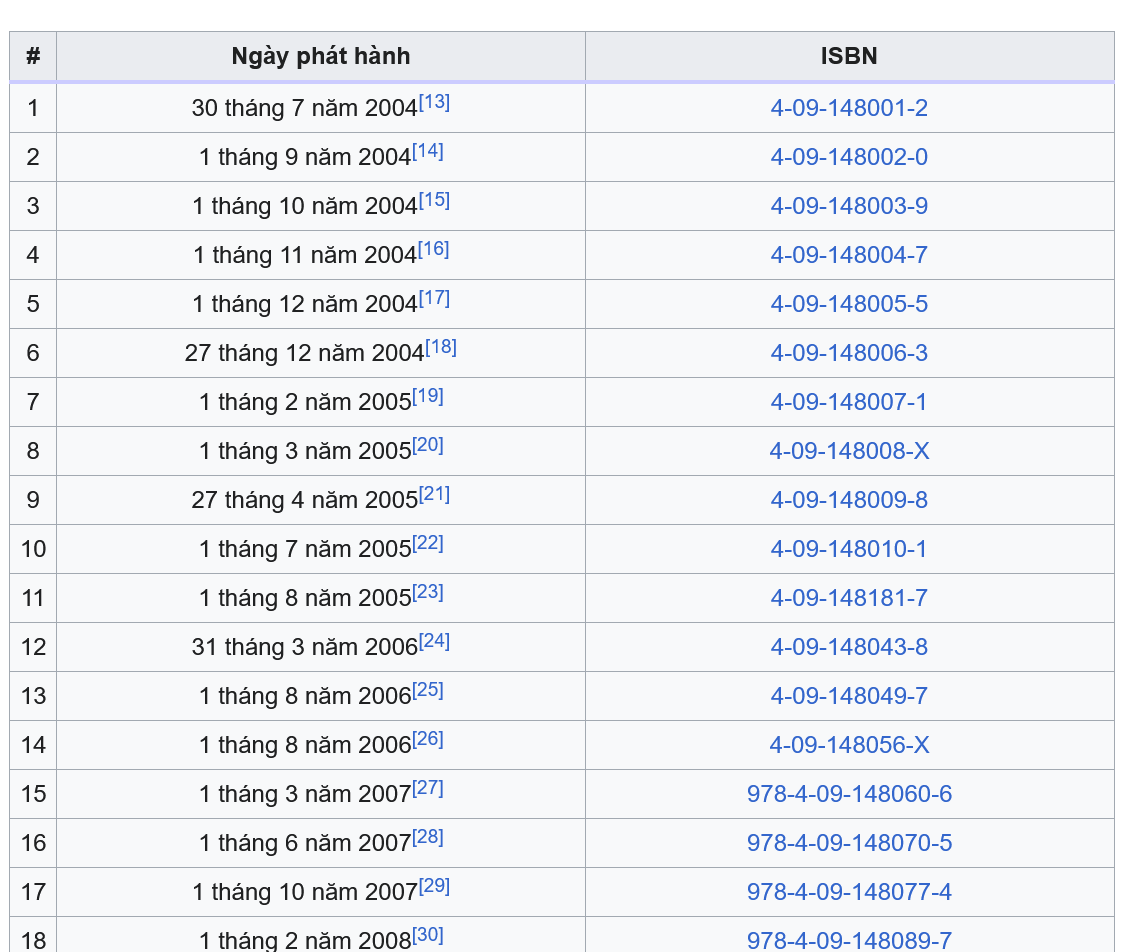 # Ngày phát hành ISBN
1 30 tháng 7 năm 2004[13] 4-09-148001-2
2 1 tháng 9 năm 2004[14] 4-09-148002-0
3 1 tháng 10 năm 2004[15] 4-09-148003-9
4 1 tháng 11 năm 2004[16] 4-09-148004-7
5 1 tháng 12 năm 2004[17] 4-09-148005-5
6 27 tháng 12 năm 2004[18] 4-09-148006-3
7 1 tháng 2 năm 2005[19] 4-09-148007-1
8 1 tháng 3 năm 2005[20] 4-09-148008-X
9 27 tháng 4 năm 2005[21] 4-09-148009-8
10 1 tháng 7 năm 2005[22] 4-09-148010-1
11 1 tháng 8 năm 2005[23] 4-09-148181-7
12 31 tháng 3 năm 2006[24] 4-09-148043-8
13 1 tháng 8 năm 2006[25] 4-09-148049-7
14 1 tháng 8 năm 2006[26] 4-09-148056-X
15 1 tháng 3 năm 2007[27] 978-4-09-148060-6
16 1 tháng 6 năm 2007[28] 978-4-09-148070-5
17 1 tháng 10 năm 2007[29] 978-4-09-148077-4
18 1 tháng 2 năm 2008[30] 978-4-09-148089-7